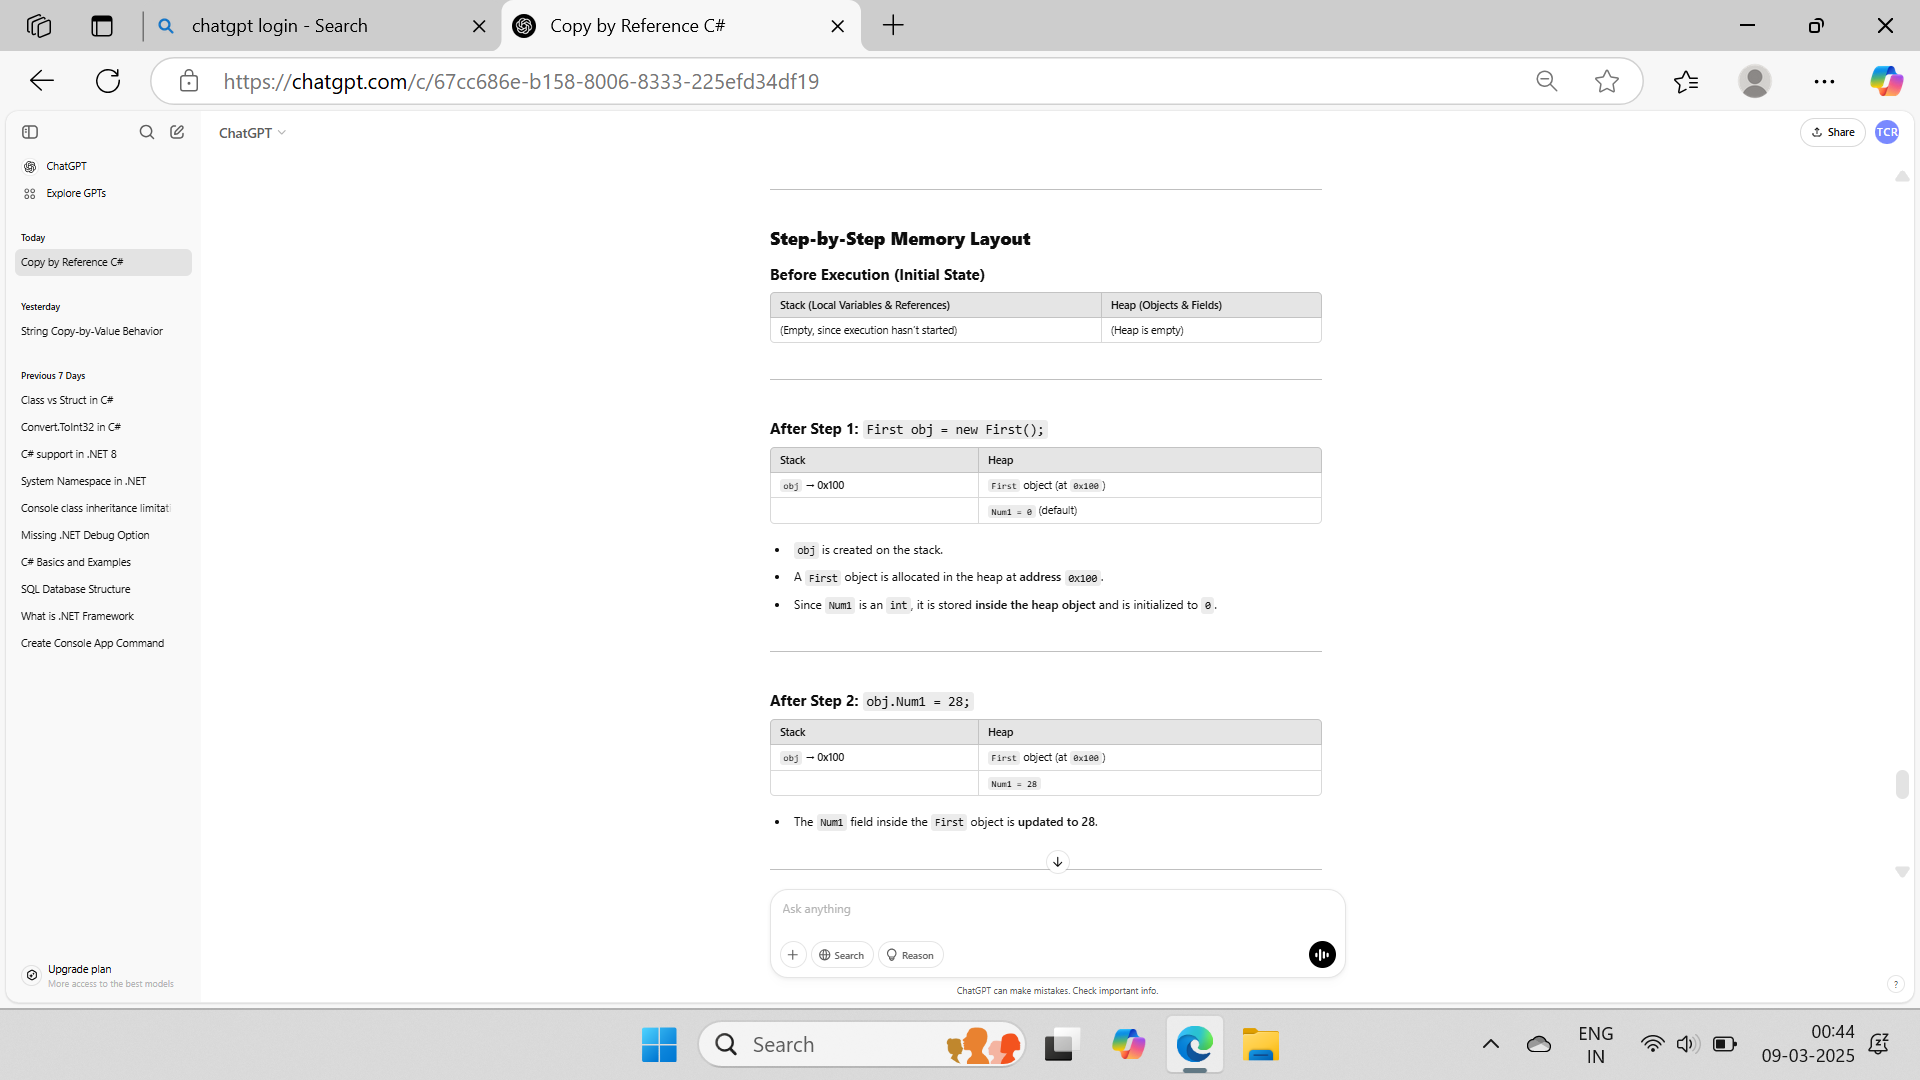 chatgpt login - Search
Copy by Reference C#
https://chatgpt.com/c/67cc686e-b158-8006-8333-225efd34df19
ChatGPT
Share
TCR
ChatGPT
Explore GPTs
Today
Copy by Reference C#
Yesterday
String Copy-by-Value Behavior
Previous 7 Days
Class vs Struct in C#
Convert.ToInt32 in C#
C# support in .NET 8
System Namespace in .NET
Console class inheritance limitati
Missing .NET Debug Option
C# Basics and Examples
SQL Database Structure
What is .NET Framework
Create Console App Command
Upgrade plan
More access to the best models
Step-by-Step Memory Layout
Before Execution (Initial State)
Stack (Local Variables & References) Heap (Objects & Fields)
(Empty, since execution hasn't started) (Heap is empty)
After Step 1: First obj = new First();
Stack Heap
obj → 0x100 First object (at 0x100)
Num1 = 0 (default)
• obj is created on the stack.
• A First object is allocated in the heap at address 0x100.
• Since Num1 is an int, it is stored inside the heap object and is initialized to 0.
After Step 2: obj.Num1 = 28;
Stack Heap
obj → 0x100 First object (at 0x100)
Num1 = 28
• The Num1 field inside the First object is updated to 28.
Ask anything
Search Reason
ChatGPT can make mistakes. Check important info.
?
Search
ENG
IN
00:44
09-03-2025